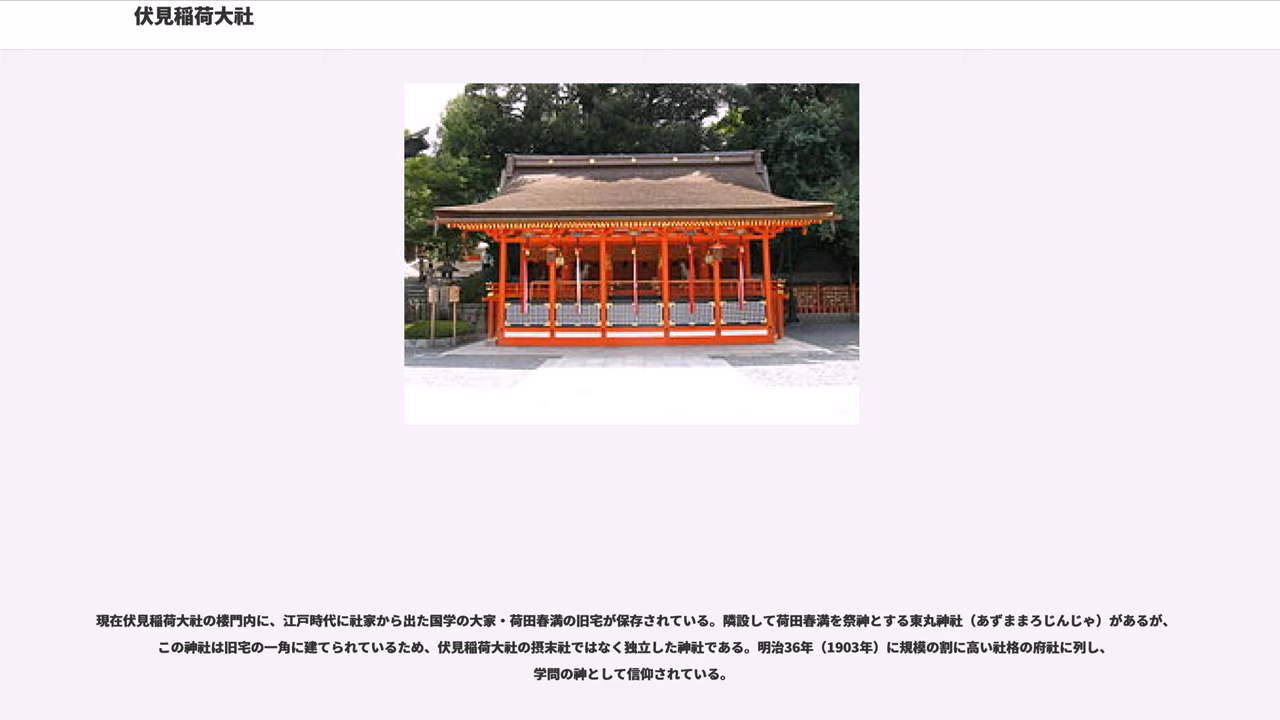 伏見稲荷大社
現在伏見稲荷大社の楼門内に、江戸時代に社家から出た国学の大家・荷田春満の旧宅が保存されている。隣設して荷田春満を祭神とする東丸神社（あずままろじんじゃ）があるが、
この神社は旧宅の一角に建てられているため、伏見稲荷大社の摂末社ではなく独立した神社である。明治36年（1903年）に規模の割に高い社格の府社に列し、
学問の神として信仰されている。